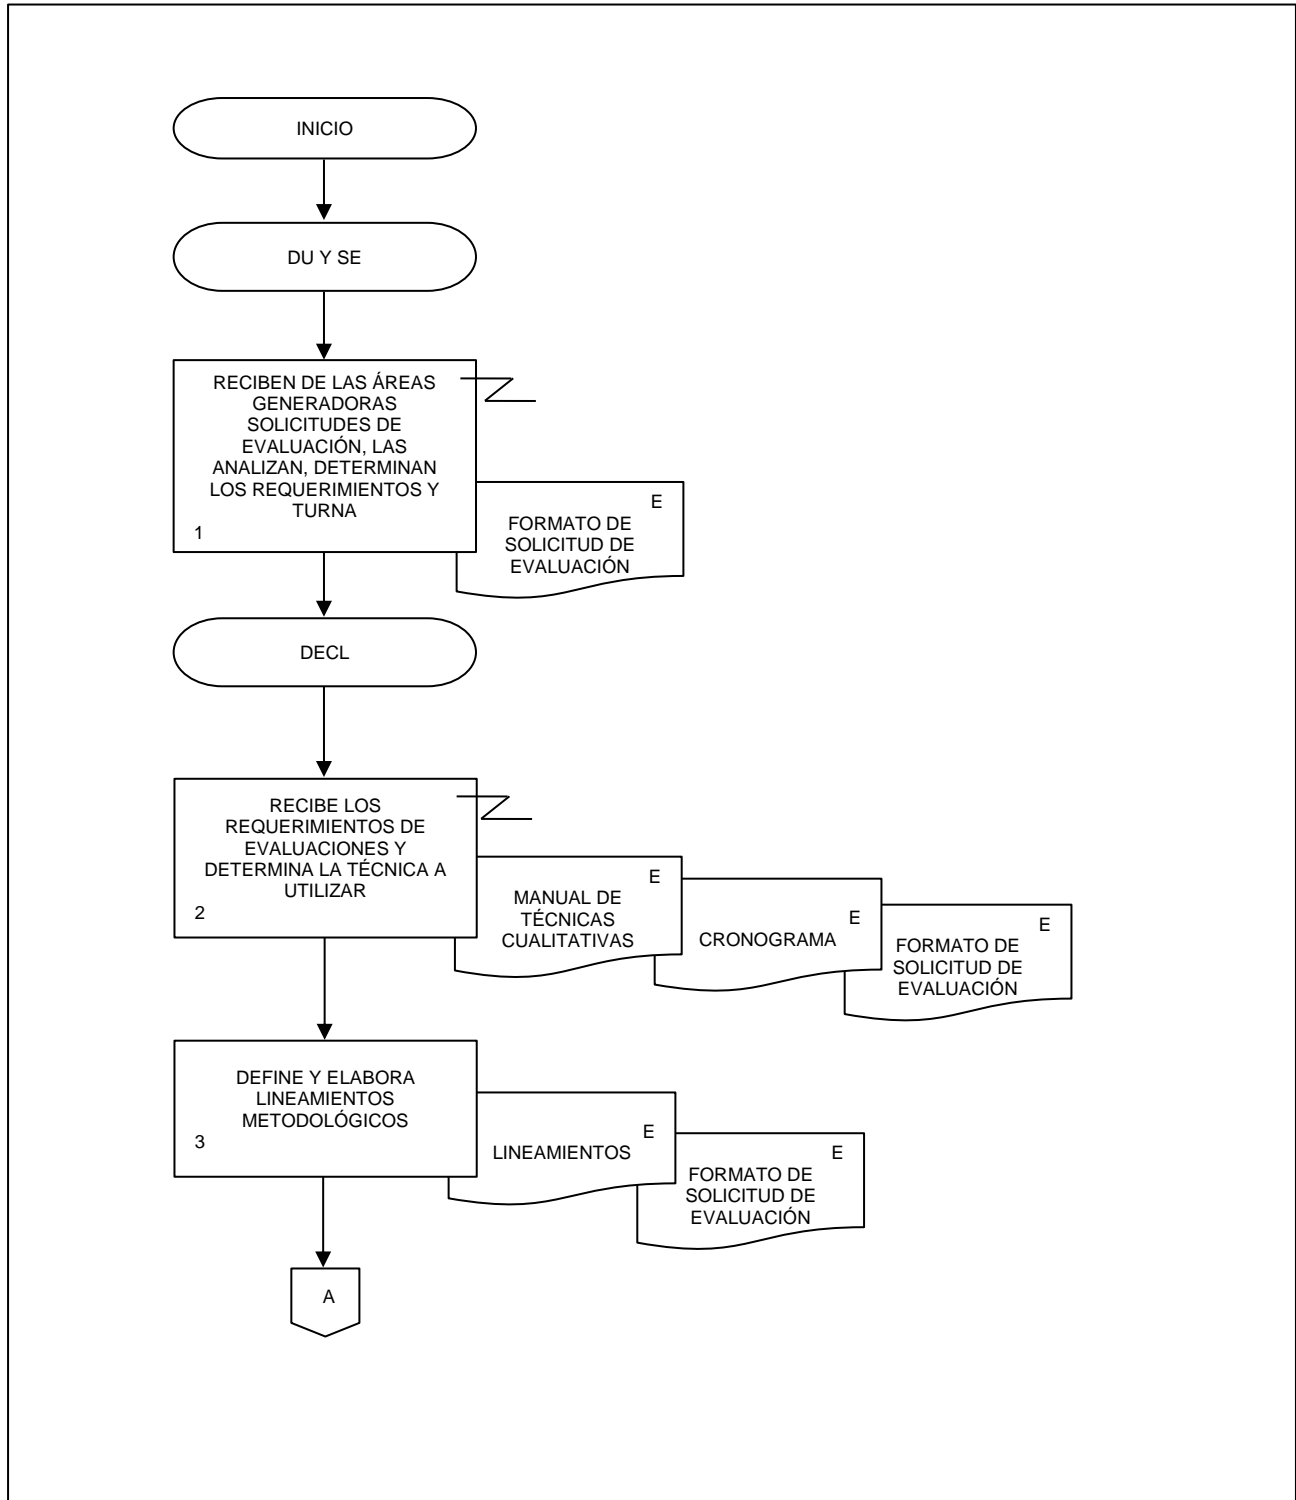 INICIO
DU Y SE
RECIBEN DE LAS ÁREAS
GENERADORAS
SOLICITUDES DE
EVALUACIÓN, LAS
ANALIZAN, DETERMINAN
LOS REQUERIMIENTOS Y
TURNA
1
E
FORMATO DE
SOLICITUD DE
EVALUACIÓN
DECL
RECIBE LOS
REQUERIMIENTOS DE
EVALUACIONES Y
DETERMINA LA TÉCNICA A
UTILIZAR
2
E
MANUAL DE
TÉCNICAS
CUALITATIVAS
E
CRONOGRAMA
E
FORMATO DE
SOLICITUD DE
EVALUACIÓN
DEFINE Y ELABORA
LINEAMIENTOS
METODOLÓGICOS
3
E
LINEAMIENTOS
E
FORMATO DE
SOLICITUD DE
EVALUACIÓN
A